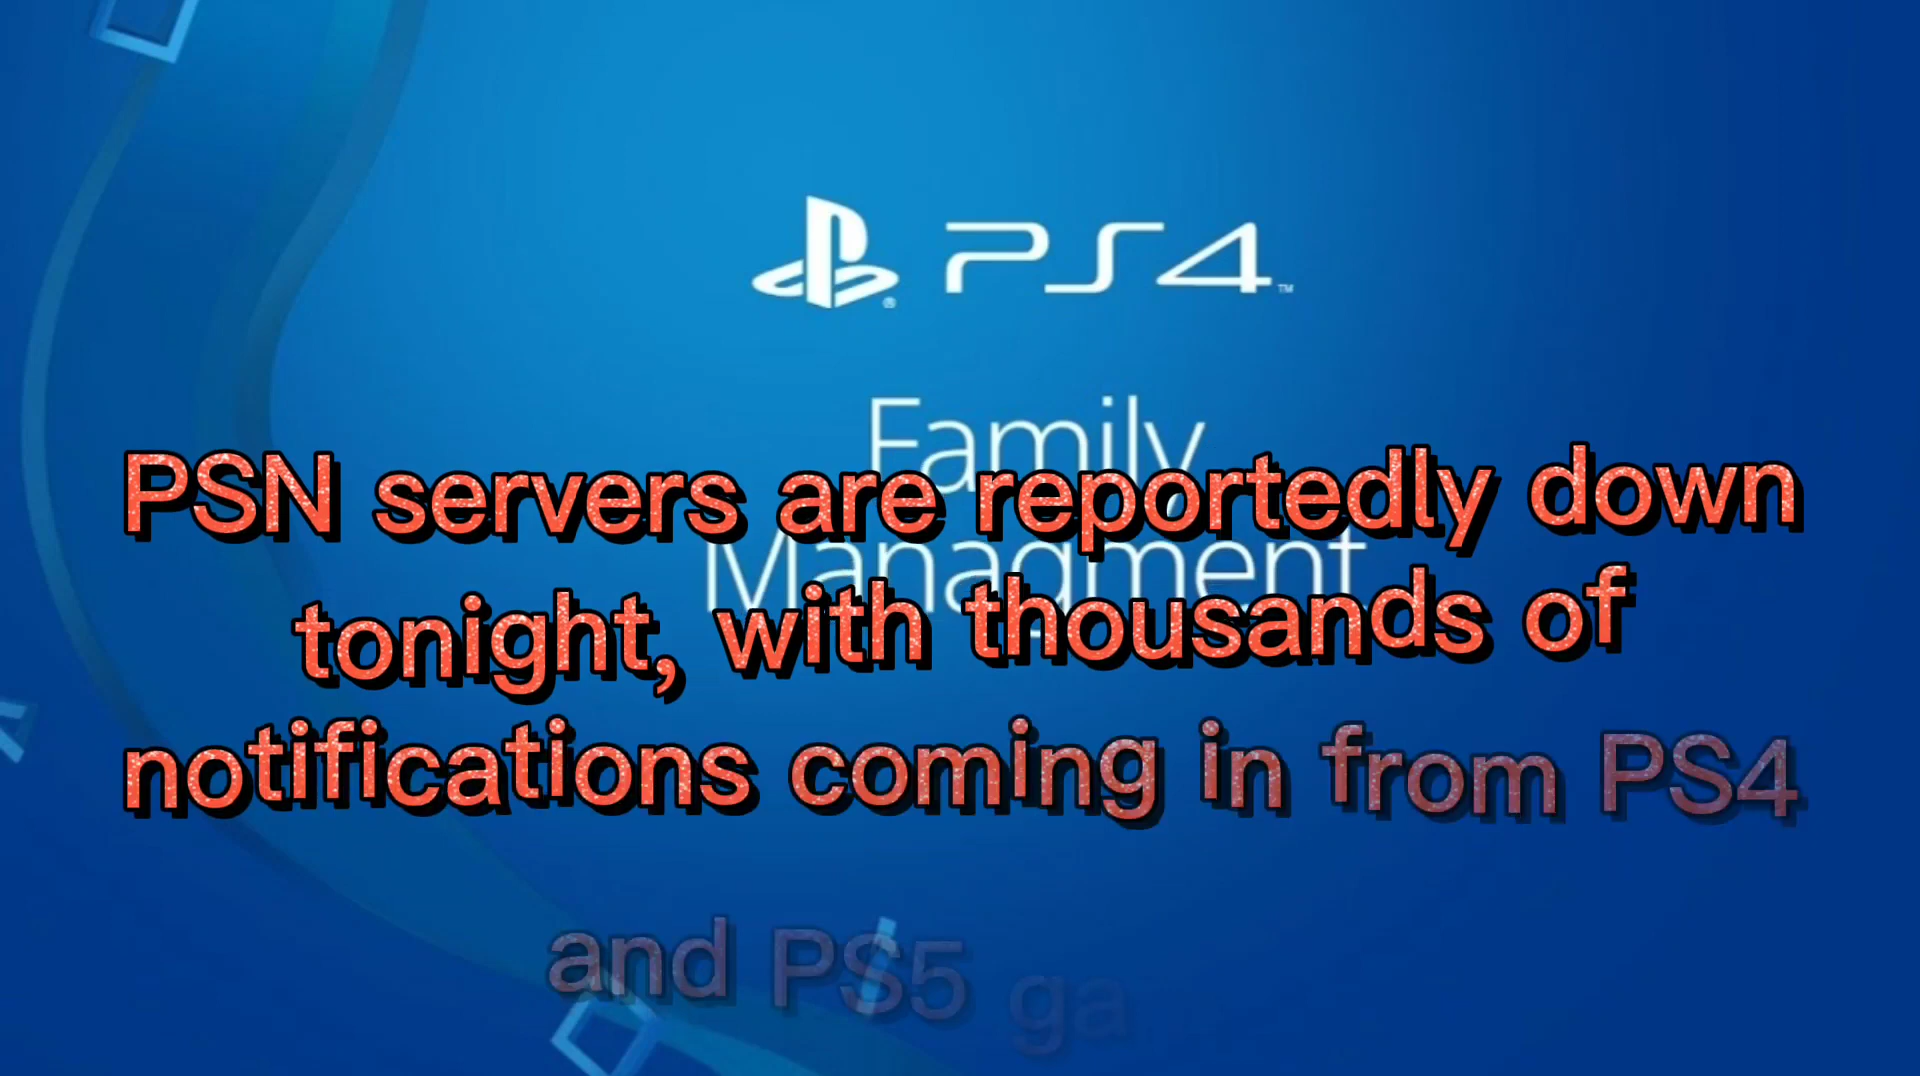 PS4
Family
Managment
PSN servers are reportedly down
tonight, with thousands of
notifications coming in from PS4
and PS5 ga